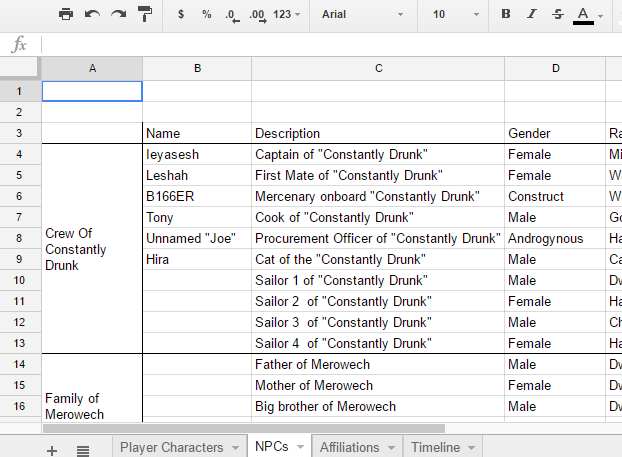 $ % .0 .00 123 Arial 10 B I S A
fx
A B C D
1
2
3 Name Description Gender Ra
4 Ieyasesh Captain of "Constantly Drunk" Female Mi
5 Leshah First Mate of "Constantly Drunk" Female W
6 B166ER Mercenary onboard "Constantly Drunk" Construct W
7 Tony Cook of "Constantly Drunk" Male Go
8 Crew Of Constantly Drunk Unnamed "Joe" Procurement Officer of "Constantly Drunk" Androgynous Ha
9 Hira Cat of the "Constantly Drunk" Male Ca
10 Sailor 1 of "Constantly Drunk" Male Dw
11 Sailor 2 of "Constantly Drunk" Female Ha
12 Sailor 3 of "Constantly Drunk" Male Ch
13 Sailor 4 of "Constantly Drunk" Female Ha
14 Father of Merowech Male Dw
15 Mother of Merowech Female Dw
16 Family of Merowech Big brother of Merowech Male Dw
Player Characters NPCs Affiliations Timeline